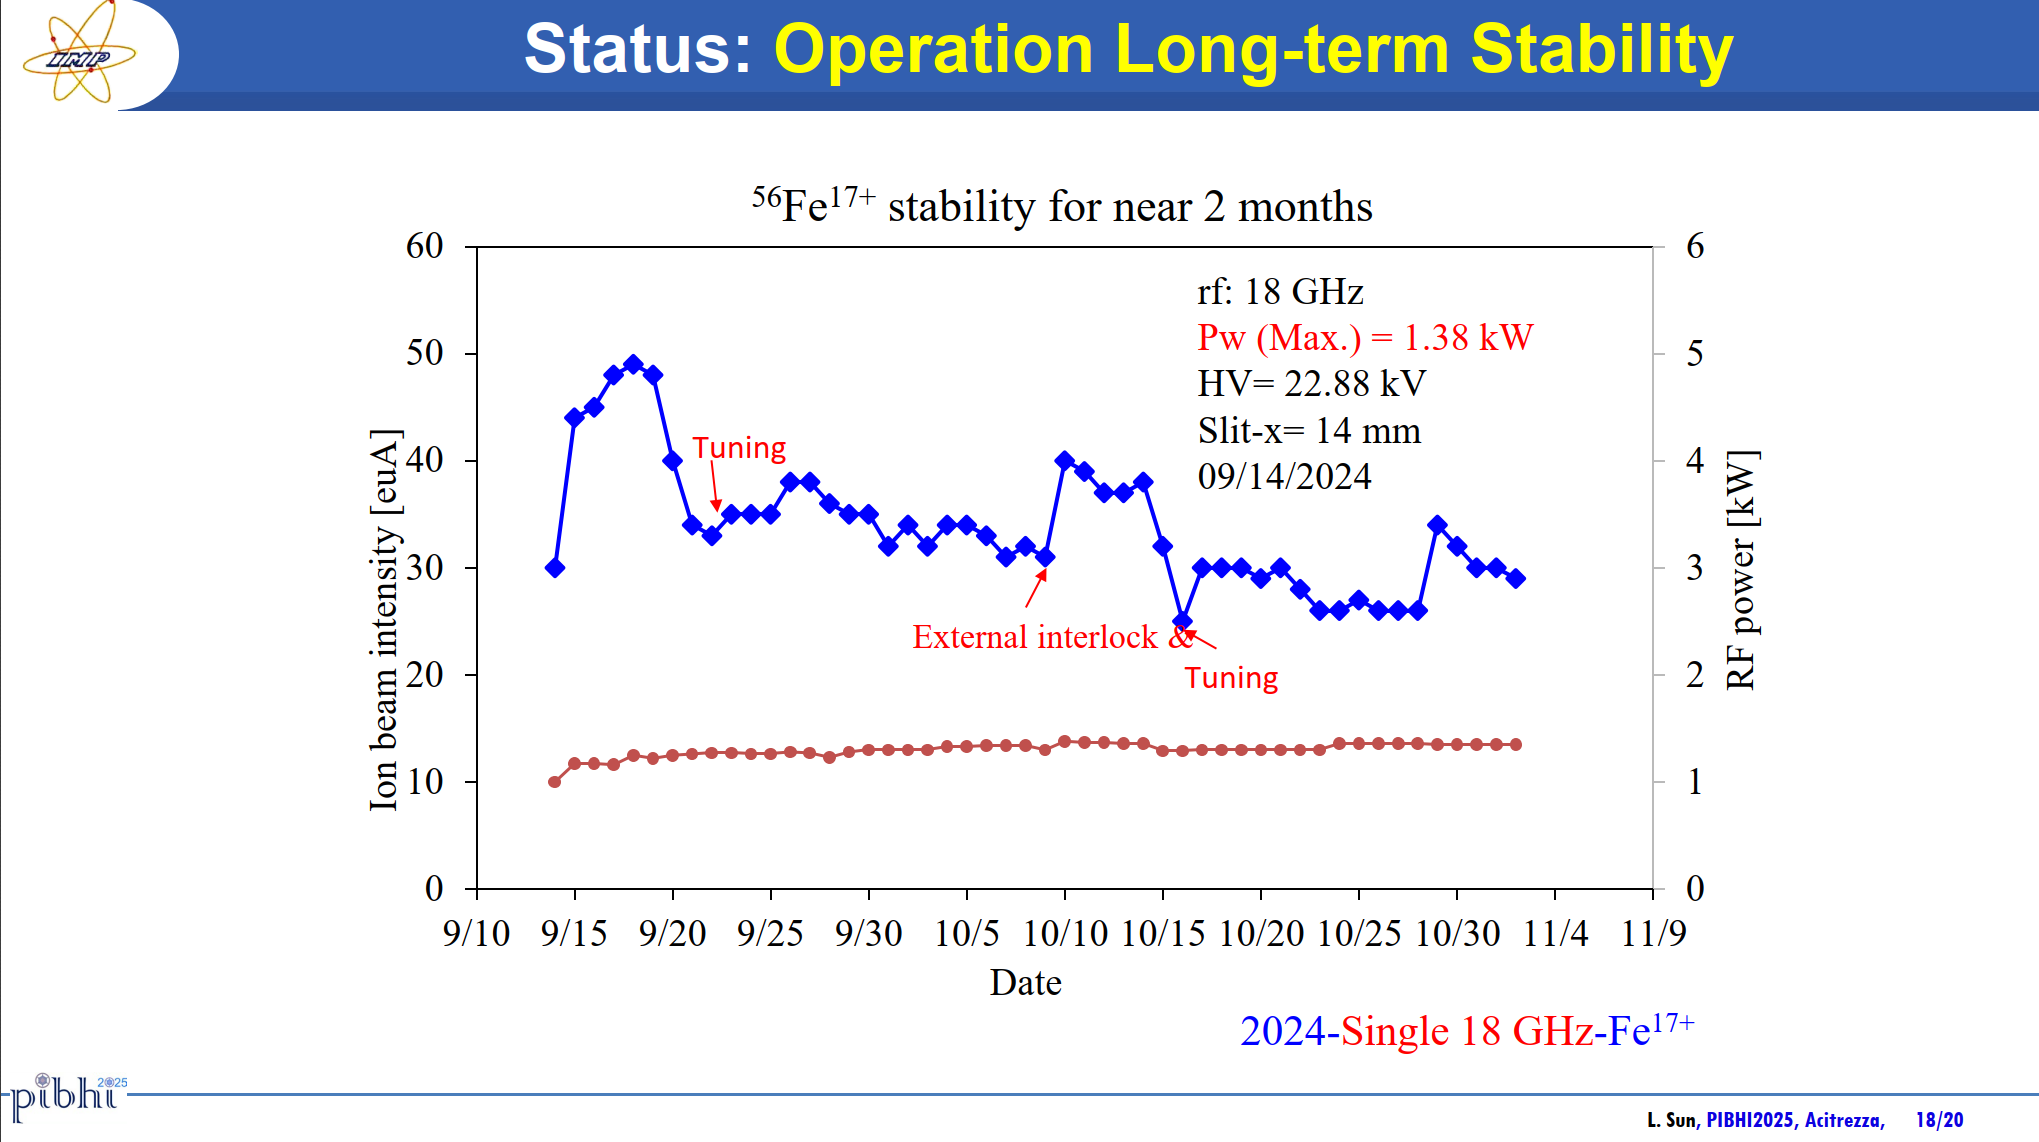 IMP
Status: Operation Long-term Stability
⁵⁶Fe¹⁷⁺ stability for near 2 months
60
50
40
30
20
10
0
Ion beam intensity [euA]
6
5
4
3
2
1
0
RF power [kW]
rf: 18 GHz
Pw (Max.) = 1.38 kW
HV= 22.88 kV
Slit-x= 14 mm
09/14/2024
Tuning
External interlock &
Tuning
9/10 9/15 9/20 9/25 9/30 10/5 10/10 10/15 10/20 10/25 10/30 11/4 11/9
Date
2024-Single 18 GHz-Fe¹⁷⁺
pibhi 2025
L. Sun, PIBHI2025, Acitrezza, 18/20